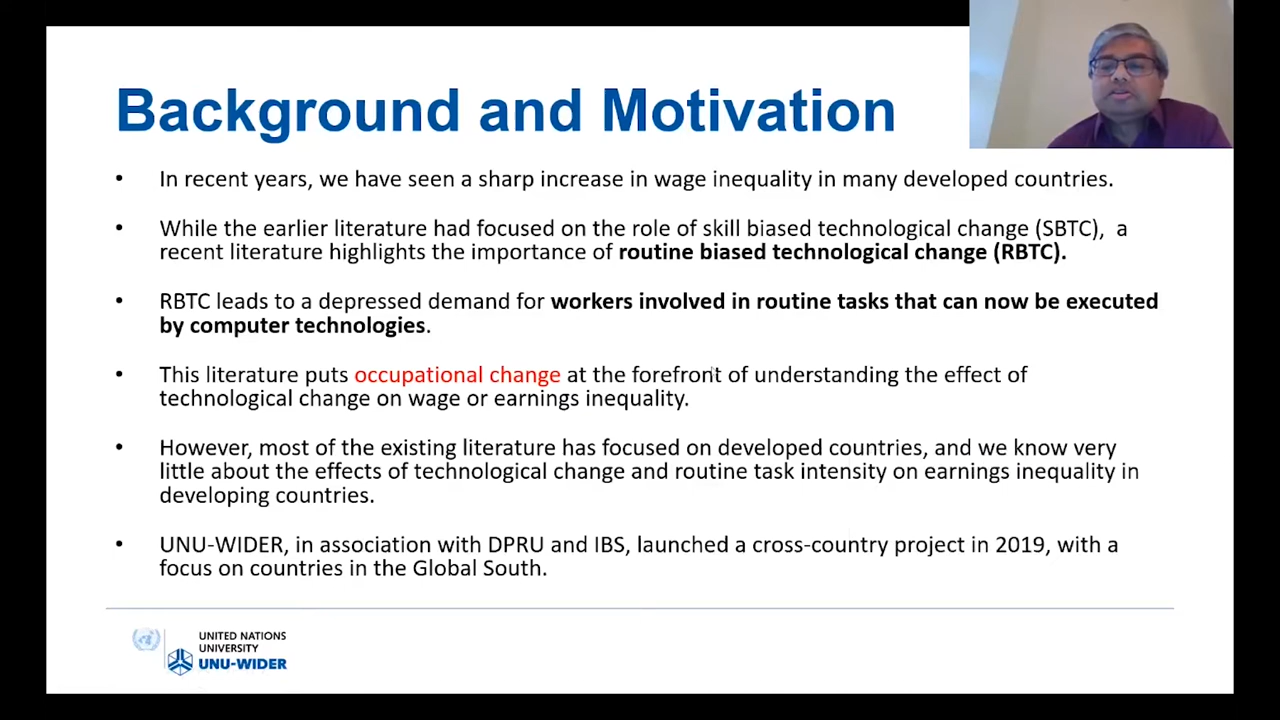 Background and Motivation
• In recent years, we have seen a sharp increase in wage inequality in many developed countries.
• While the earlier literature had focused on the role of skill biased technological change (SBTC), a
recent literature highlights the importance of routine biased technological change (RBTC).
• RBTC leads to a depressed demand for workers involved in routine tasks that can now be executed
by computer technologies.
• This literature puts occupational change at the forefront of understanding the effect of
technological change on wage or earnings inequality.
• However, most of the existing literature has focused on developed countries, and we know very
little about the effects of technological change and routine task intensity on earnings inequality in
developing countries.
• UNU-WIDER, in association with DPRU and IBS, launched a cross-country project in 2019, with a
focus on countries in the Global South.
UNITED NATIONS
UNIVERSITY
UNU-WIDER